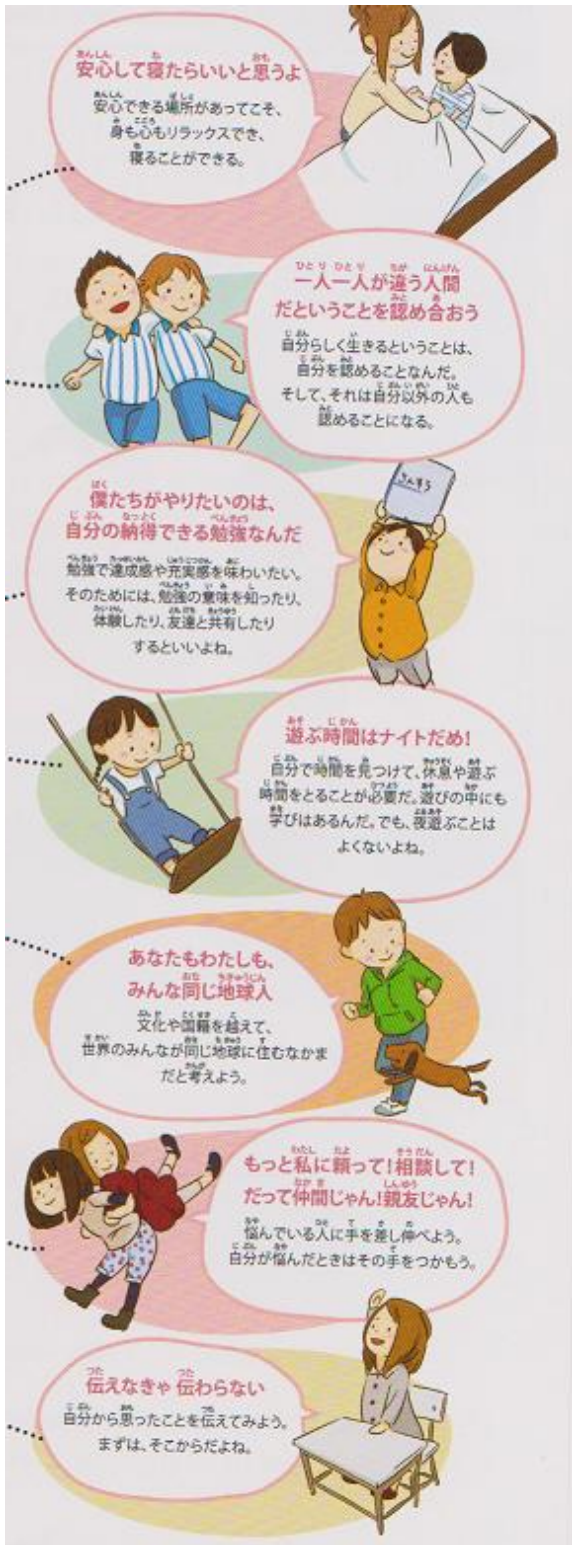 安心して寝たらいいと思うよ
安心できる場所があってこそ、
身も心もリラックスでき、
寝ることができる。
一人一人が違う人間
だということを認め合おう
自分らしく生きるということは、
自分を認めることなんだ。
そして、それは自分以外の人も
認めることになる。
さんすう
僕たちがやりたいのは、
自分の納得できる勉強なんだ
勉強で達成感や充実感を味わいたい。
そのためには、勉強の意味を知ったり、
体験したり、友達と共有したり
するといいよね。
遊ぶ時間はナイトだめ!
自分で時間を見つけて、休息や遊ぶ
時間をとることが必要だ。遊びの中にも
学びはあるんだ。でも、夜遊ぶことは
よくないよね。
あなたもわたしも、
みんな同じ地球人
文化や国籍を越えて、
世界のみんなが同じ地球に住むなかま
だと考えよう。
もっと私に頼って!相談して!
だって仲間じゃん!親友じゃん!
悩んでいる人に手を差し伸べよう。
自分が悩んだときはその手をつかもう。
伝えなきゃ 伝わらない
自分から思ったことを伝えてみよう。
まずは、そこからだよね。